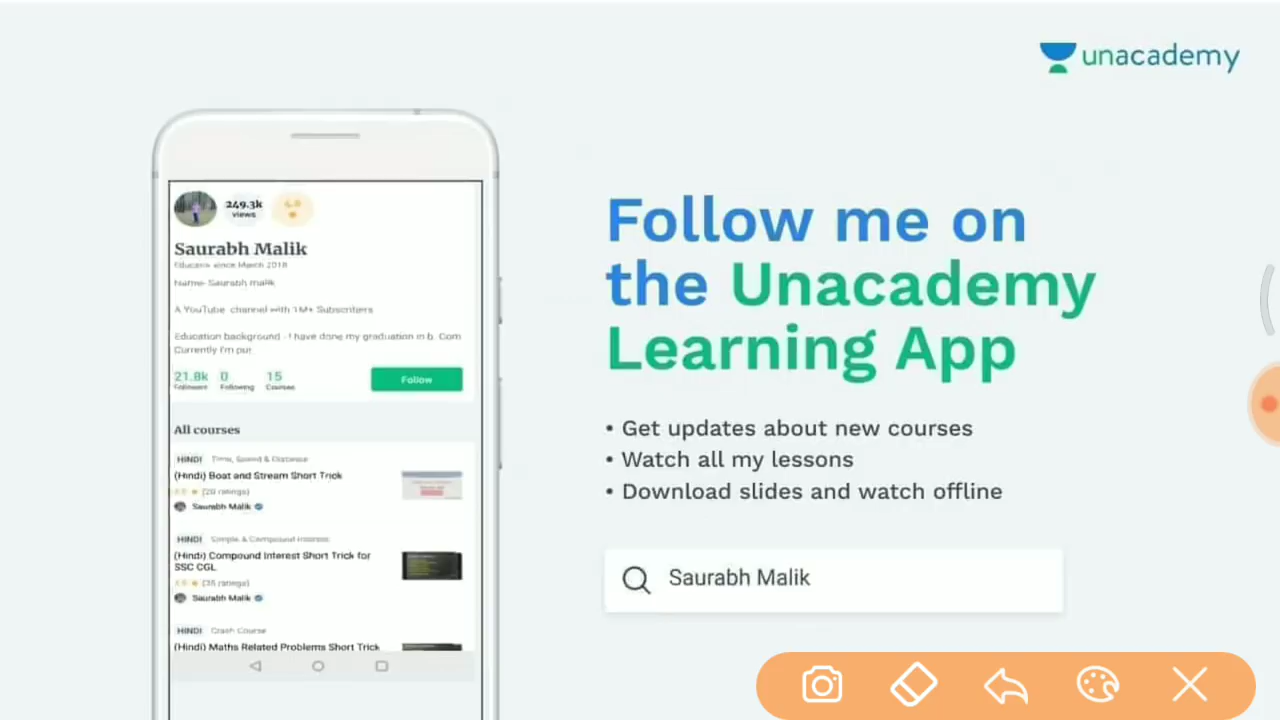 unacademy
249.3k
views
Saurabh Malik
Educator since March 2018
Name- Saurabh malik
A YouTube channel with 1M+ Subscribers
Education background - I have done my graduation in b. Com
Currently I'm pur
21.8k 0 15
Followers Following Courses
Follow
All courses
HINDI Time, Speed & Distance
(Hindi) Boat and Stream Short Trick
(20 ratings)
Saurabh Malik
HINDI Simple & Compound Interest
(Hindi) Compound Interest Short Trick for
SSC CGL
(35 ratings)
Saurabh Malik
HINDI Crash Course
(Hindi) Maths Related Problems Short Trick
Follow me on
the Unacademy
Learning App
• Get updates about new courses
• Watch all my lessons
• Download slides and watch offline
Saurabh Malik